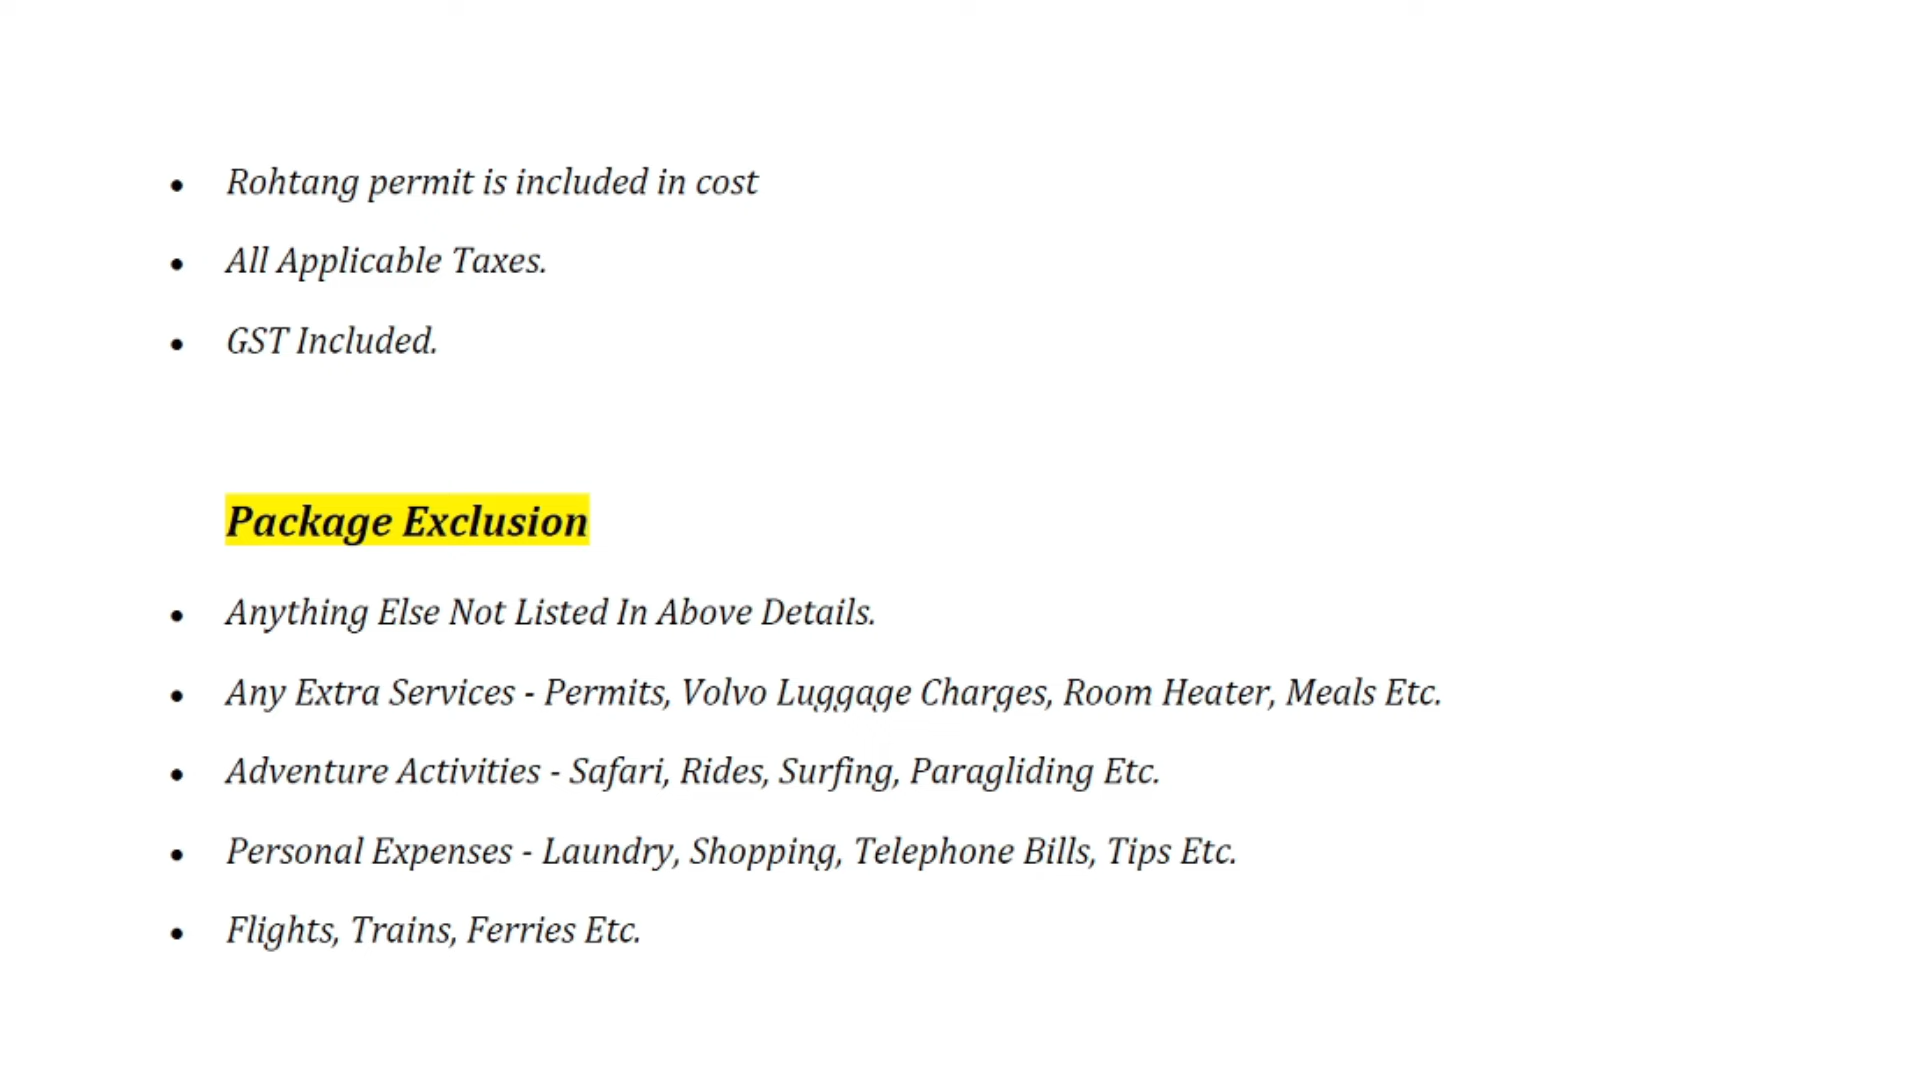 Rohtang permit is included in cost
All Applicable Taxes.
GST Included.
Package Exclusion
Anything Else Not Listed In Above Details.
Any Extra Services - Permits, Volvo Luggage Charges, Room Heater, Meals Etc.
Adventure Activities - Safari, Rides, Surfing, Paragliding Etc.
Personal Expenses - Laundry, Shopping, Telephone Bills, Tips Etc.
Flights, Trains, Ferries Etc.